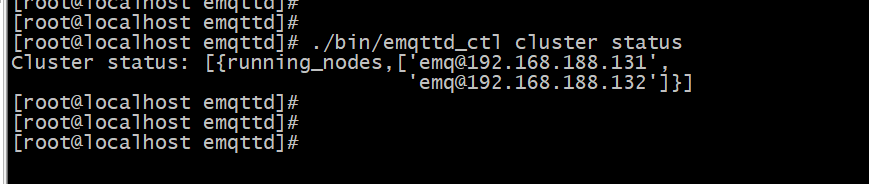 [root@localhost emqttd]#
[root@localhost emqttd]#
[root@localhost emqttd]# ./bin/emqttd_ctl cluster status
Cluster status: [{running_nodes,['emq@192.168.188.131',
'emq@192.168.188.132']}]
[root@localhost emqttd]#
[root@localhost emqttd]#
[root@localhost emqttd]#